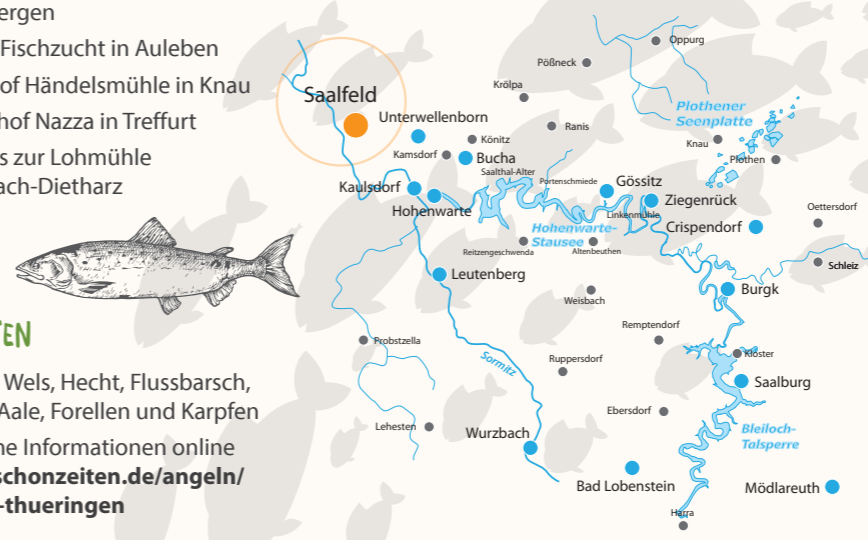 ergen
Fischzucht in Auleben
of Händelsmühle in Knau
hof Nazza in Treffurt
s zur Lohmühle
ach-Dietharz
TEN
Wels, Hecht, Flussbarsch,
Aale, Forellen und Karpfen
ne Informationen online
schonzeiten.de/angeln/
-thueringen
Oppurg
Pößneck
Krölpa
Saalfeld
Plothener
Seenplatte
Unterwellenborn
Ranis
Könitz
Knau
Kamsdorf
Bucha
Plothen
Saalthal-Alter
Portenschmiede
Gössitz
Kaulsdorf
Ziegenrück
Hohenwarte
Linkenmühle
Oettersdorf
Crispendorf
Hohenwarte-
Stausee
Reitzengeschwenda
Altenbeuthen
Schleiz
Leutenberg
Burgk
Weisbach
Remptendorf
Probstzella
Kloster
Sormitz
Ruppersdorf
Saalburg
Ebersdorf
Lehesten
Wurzbach
Bleiloch-
Talsperre
Bad Lobenstein
Mödlareuth
Harra